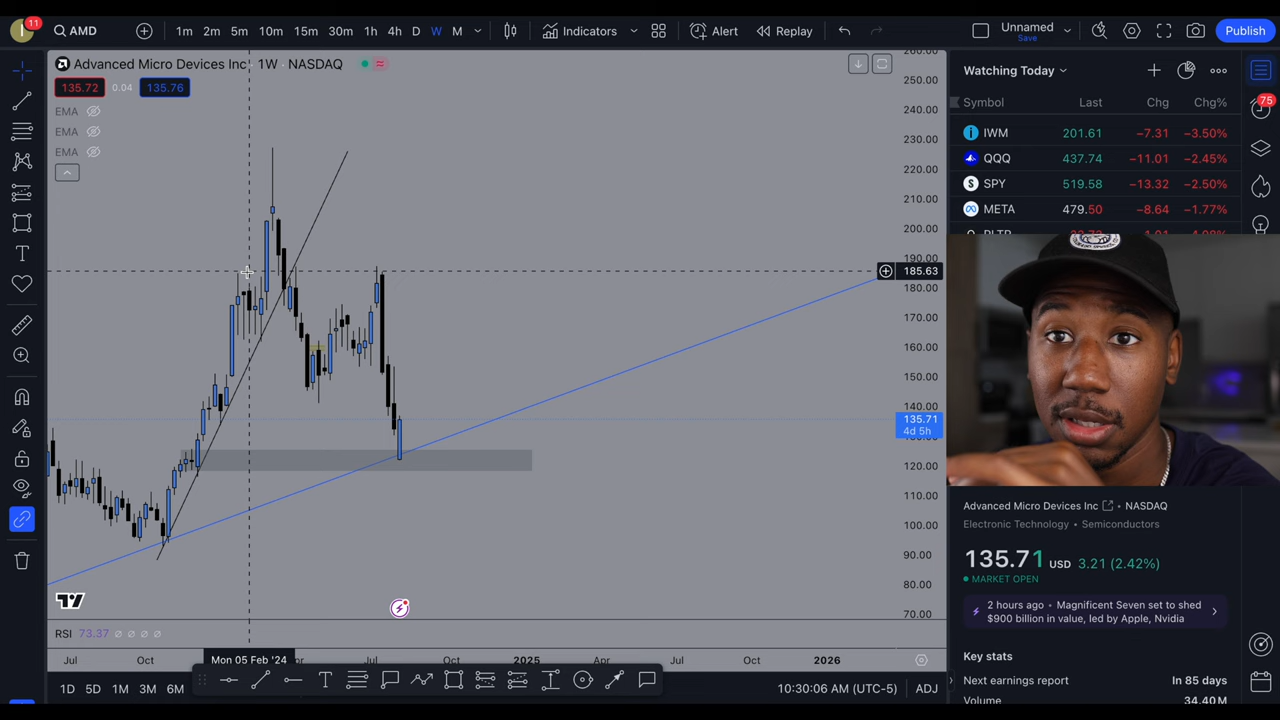 I 11 AMD 1m 2m 5m 10m 15m 30m 1h 4h D W M Indicators Alert Replay Unnamed Save Publish
Advanced Micro Devices Inc · 1W · NASDAQ
135.72 0.04 135.76
EMA
EMA
EMA
260.00
250.00
240.00
230.00
220.00
210.00
200.00
190.00
185.63
180.00
170.00
160.00
150.00
140.00
135.71
4d 5h
120.00
110.00
100.00
90.00
80.00
70.00
RSI 73.37
Jul Oct Mon 05 Feb '24 Jul Oct 2025 Apr Jul Oct 2026
1D 5D 1M 3M 6M 10:30:06 AM (UTC-5) ADJ
Watching Today
Symbol Last Chg Chg%
IWM 201.61 −7.31 −3.50%
QQQ 437.74 −11.01 −2.45%
SPY 519.58 −13.32 −2.50%
META 479.50 −8.64 −1.77%
75
Advanced Micro Devices Inc · NASDAQ
Electronic Technology · Semiconductors
135.71 USD 3.21 (2.42%)
MARKET OPEN
2 hours ago · Magnificent Seven set to shed
$900 billion in value, led by Apple, Nvidia
Key stats
Next earnings report In 85 days
Volume 34.40 M